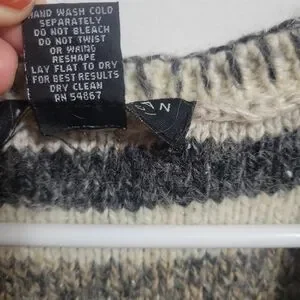 HAND WASH COLD
SEPARATELY
DO NOT BLEACH
DO NOT TWIST
OR WRING
RESHAPE
LAY FLAT TO DRY
FOR BEST RESULTS
DRY CLEAN
RN 54867